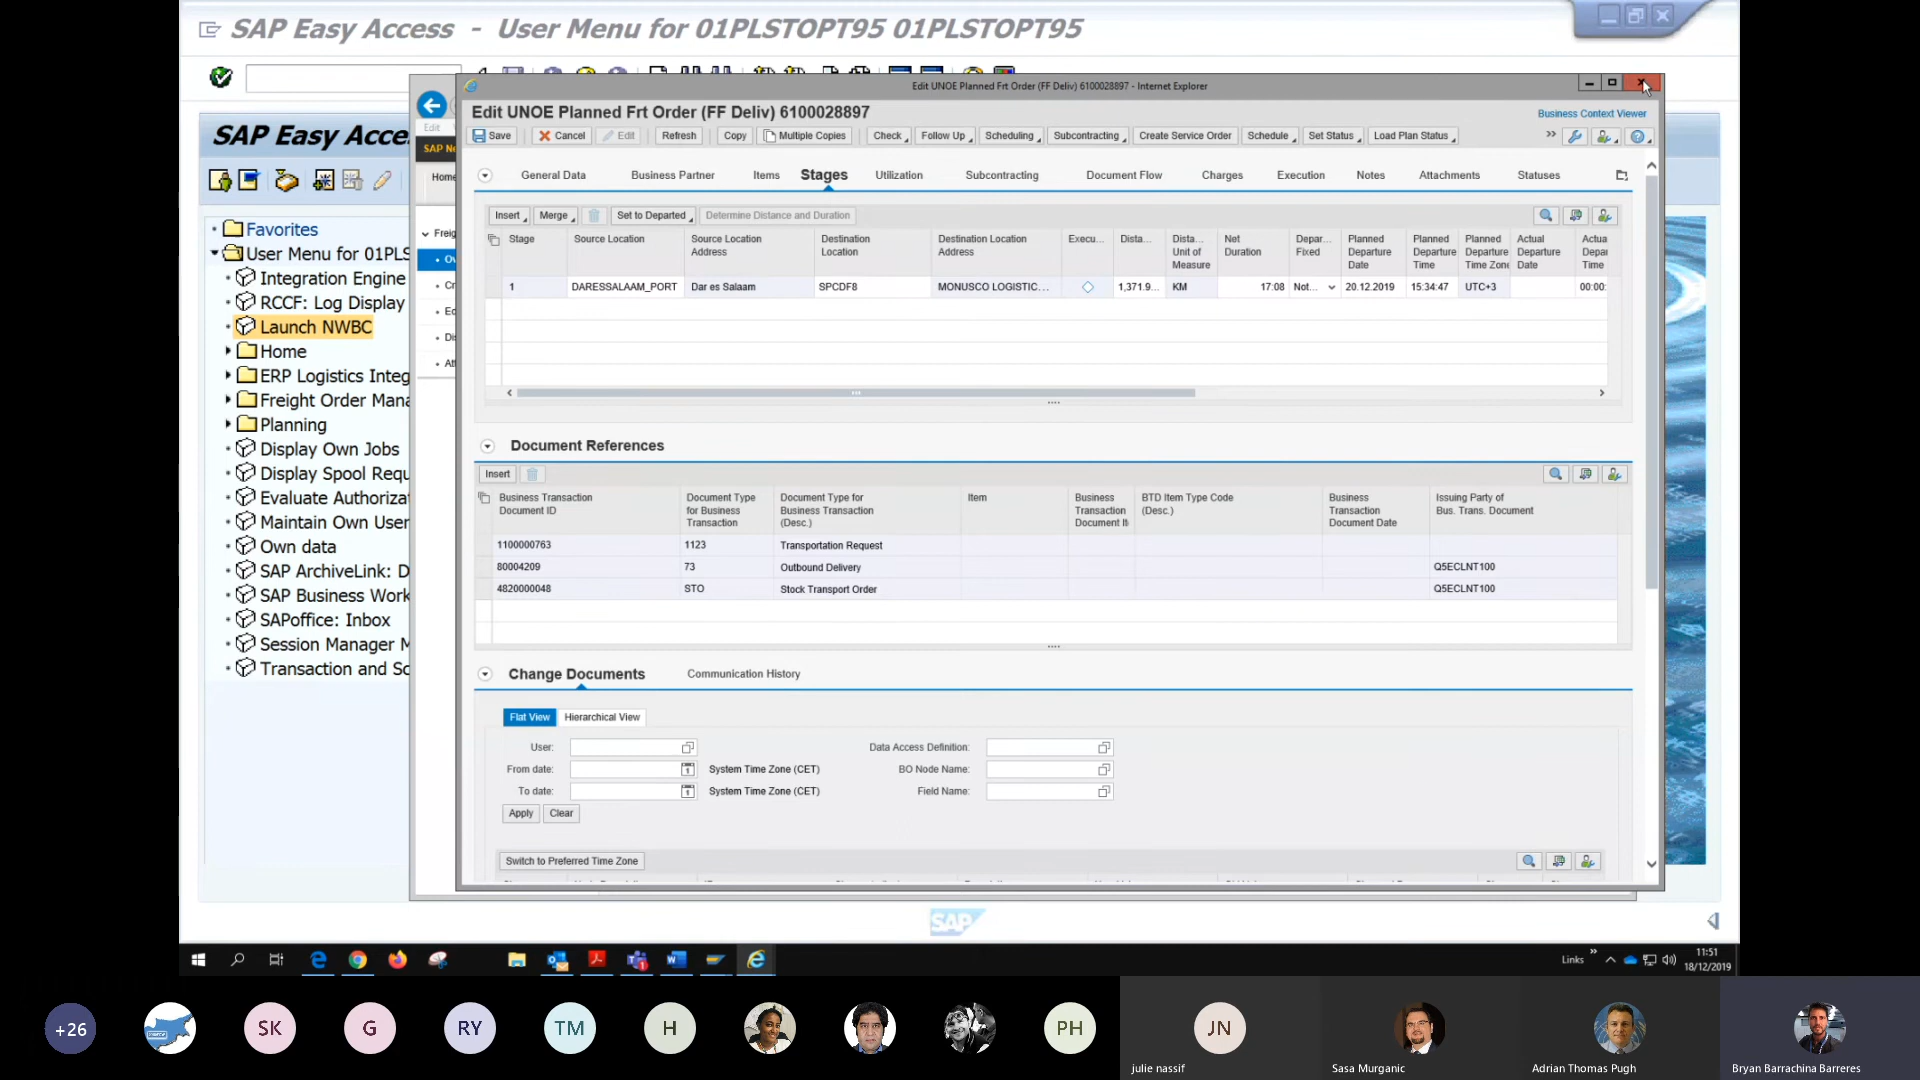 SAP Easy Access - User Menu for 01PLSTOPT95 01PLSTOPT95
Edit UNOE Planned Frt Order (FF Deliv) 6100028897 - Internet Explorer
SAP Easy Acce
Edit
SAP Ne
Home
Freig
Ov
Cr
Ed
Dis
Att
Favorites
User Menu for 01PLS
Integration Engine
RCCF: Log Display
Launch NWBC
Home
ERP Logistics Integ
Freight Order Mana
Planning
Display Own Jobs
Display Spool Requ
Evaluate Authorizat
Maintain Own User
Own data
SAP ArchiveLink: D
SAP Business Work
SAPoffice: Inbox
Session Manager M
Transaction and Sc
Edit UNOE Planned Frt Order (FF Deliv) 6100028897
Business Context Viewer
Save Cancel Edit Refresh Copy Multiple Copies Check Follow Up Scheduling Subcontracting Create Service Order Schedule Set Status Load Plan Status
General Data Business Partner Items Stages Utilization Subcontracting Document Flow Charges Execution Notes Attachments Statuses
Insert Merge Set to Departed Determine Distance and Duration
Stage Source Location Source Location Address Destination Location Destination Location Address Execu... Dista... Dista... Unit of Measure Net Duration Depar... Fixed Planned Departure Date Planned Departure Time Planned Departure Time Zone Actual Departure Date Actua Depar Time
1 DARESSALAAM_PORT Dar es Salaam SPCDF8 MONUSCO LOGISTIC... 1,371.9... KM 17:08 Not... 20.12.2019 15:34:47 UTC+3 00:00:
Document References
Insert
Business Transaction Document ID Document Type for Business Transaction Document Type for Business Transaction (Desc.) Item Business Transaction Document It BTD Item Type Code (Desc.) Business Transaction Document Date Issuing Party of Bus. Trans. Document
1100000763 1123 Transportation Request
80004209 73 Outbound Delivery Q5ECLNT100
4820000048 STO Stock Transport Order Q5ECLNT100
Change Documents Communication History
Flat View Hierarchical View
User: Data Access Definition:
From date: System Time Zone (CET) BO Node Name:
To date: System Time Zone (CET) Field Name:
Apply Clear
Switch to Preferred Time Zone
SAP
Links 11:51
18/12/2019
+26 SK G RY TM H PH JN
julie nassif Sasa Murganic Adrian Thomas Pugh Bryan Barrachina Barreres